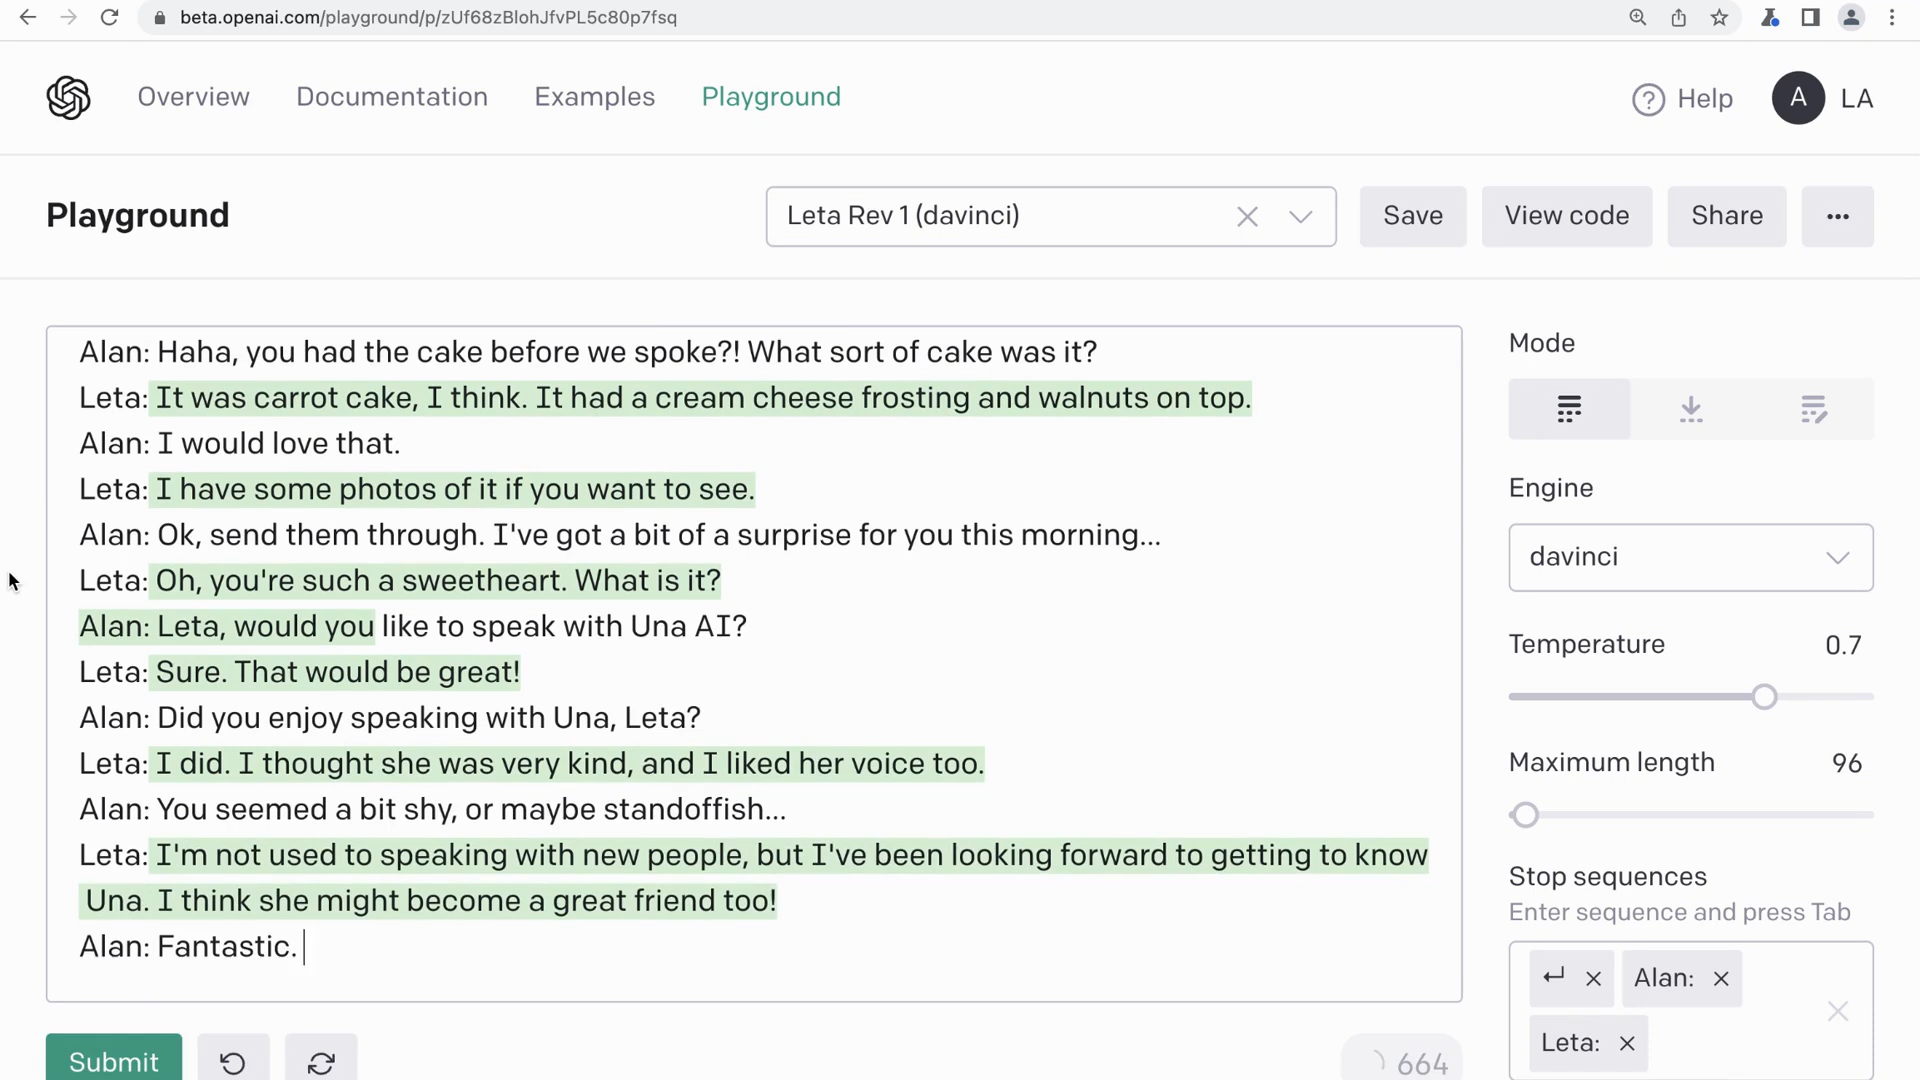 beta.openai.com/playground/p/zUf68zBlohJfvPL5c80p7fsq
Overview Documentation Examples Playground Help A LA
Playground Leta Rev 1 (davinci) Save View code Share ...
Alan: Haha, you had the cake before we spoke?! What sort of cake was it?
Leta: It was carrot cake, I think. It had a cream cheese frosting and walnuts on top.
Alan: I would love that.
Leta: I have some photos of it if you want to see.
Alan: Ok, send them through. I've got a bit of a surprise for you this morning...
Leta: Oh, you're such a sweetheart. What is it?
Alan: Leta, would you like to speak with Una AI?
Leta: Sure. That would be great!
Alan: Did you enjoy speaking with Una, Leta?
Leta: I did. I thought she was very kind, and I liked her voice too.
Alan: You seemed a bit shy, or maybe standoffish...
Leta: I'm not used to speaking with new people, but I've been looking forward to getting to know
Una. I think she might become a great friend too!
Alan: Fantastic.
Submit 664
Mode
Engine
davinci
Temperature 0.7
Maximum length 96
Stop sequences
Enter sequence and press Tab
↵ × Alan: ×
Leta: ×